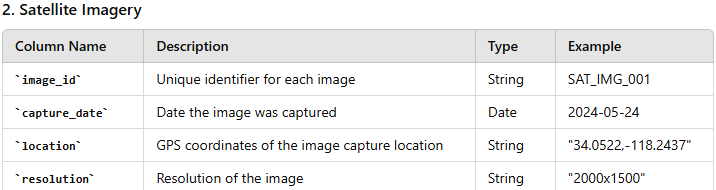 2. Satellite Imagery
Column Name Description Type Example
`image_id` Unique identifier for each image String SAT_IMG_001
`capture_date` Date the image was captured Date 2024-05-24
`location` GPS coordinates of the image capture location String "34.0522,-118.2437"
`resolution` Resolution of the image String "2000x1500"